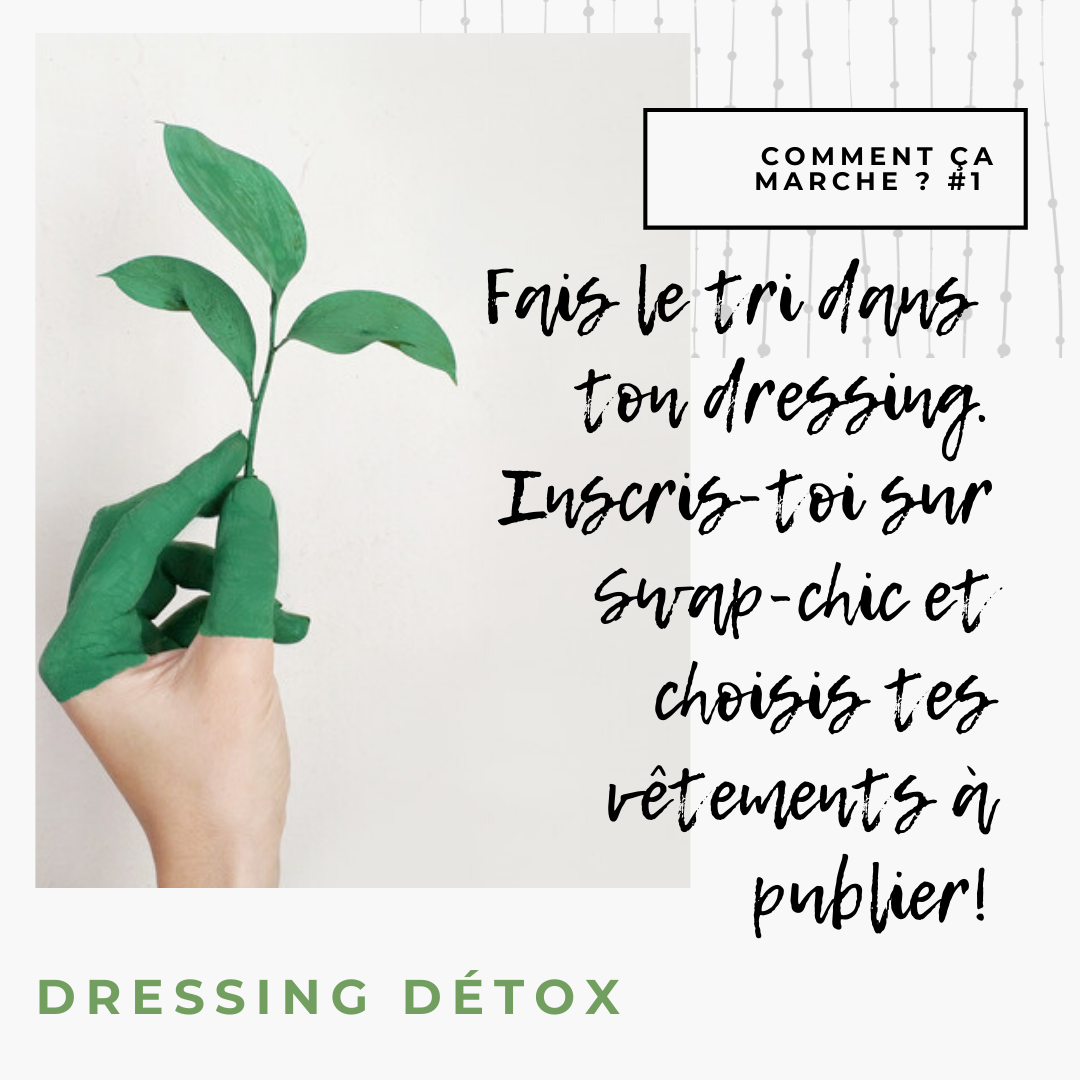 COMMENT ÇA
MARCHE ? #1
Fais le tri dans
ton dressing.
Inscris-toi sur
Swap-chic et
choisis tes
vêtements à
publier!
DRESSING DÉTOX